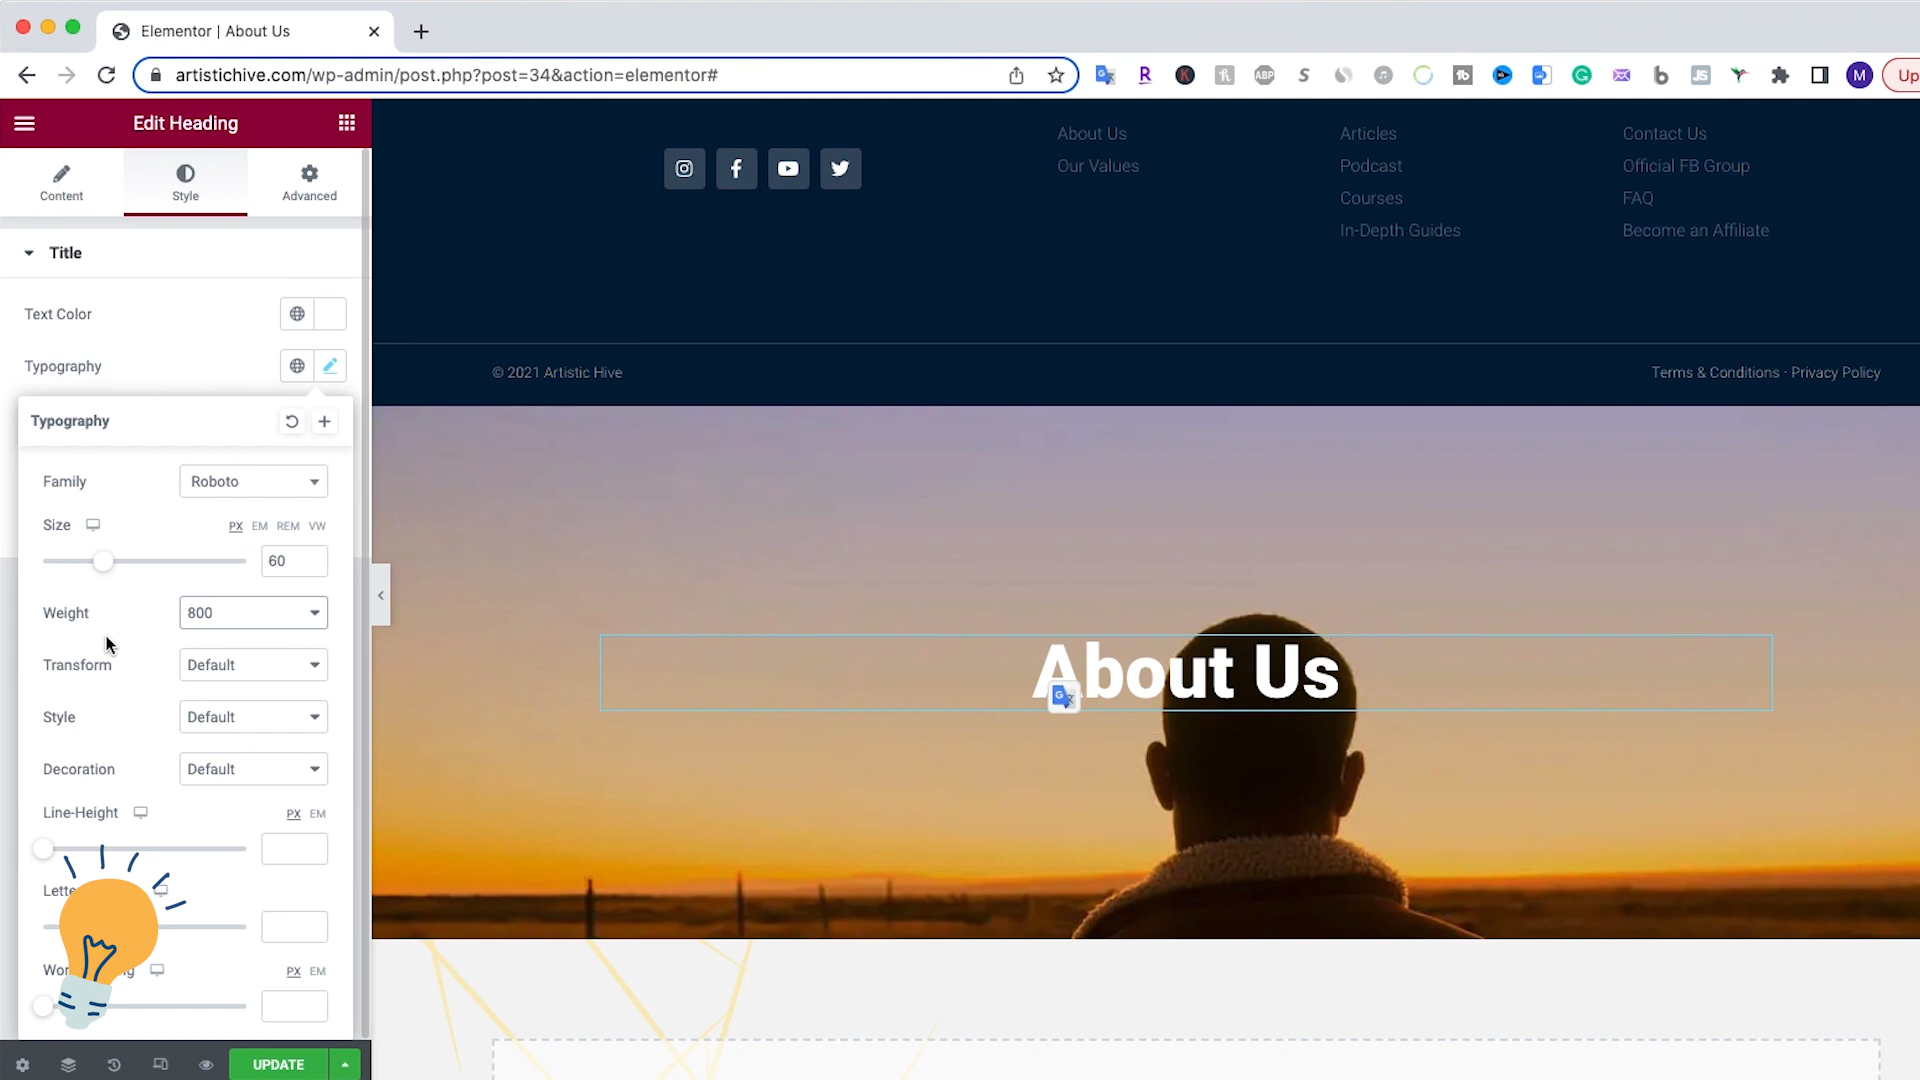 Elementor | About Us
artistichive.com/wp-admin/post.php?post=34&action=elementor#
ABP
JS
M
Up
Edit Heading
Content
Style
Advanced
Title
Text Color
Typography
Typography
Family
Roboto
Size
PX EM REM VW
60
Weight
800
Transform
Default
Style
Default
Decoration
Default
Line-Height
PX EM
PX EM
UPDATE
About Us
Our Values
Articles
Podcast
Courses
In-Depth Guides
Contact Us
Official FB Group
FAQ
Become an Affiliate
© 2021 Artistic Hive
Terms & Conditions · Privacy Policy
About Us